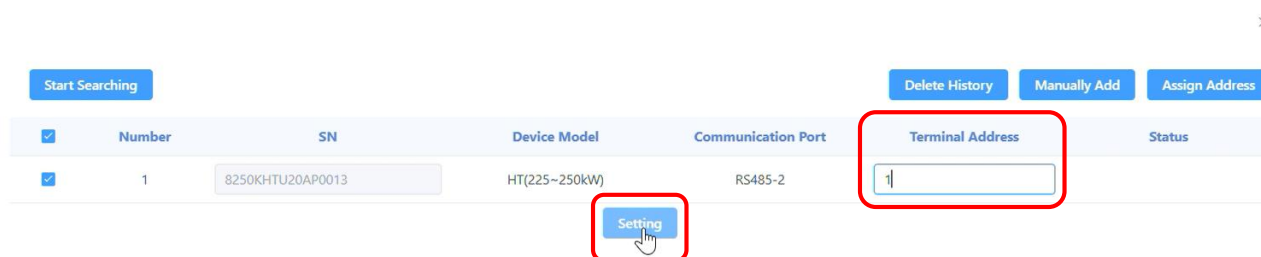 Start Searching Delete History Manually Add Assign Address
Number SN Device Model Communication Port Terminal Address Status
1 8250KHTU20AP0013 HT(225~250kW) RS485-2 1
Setting